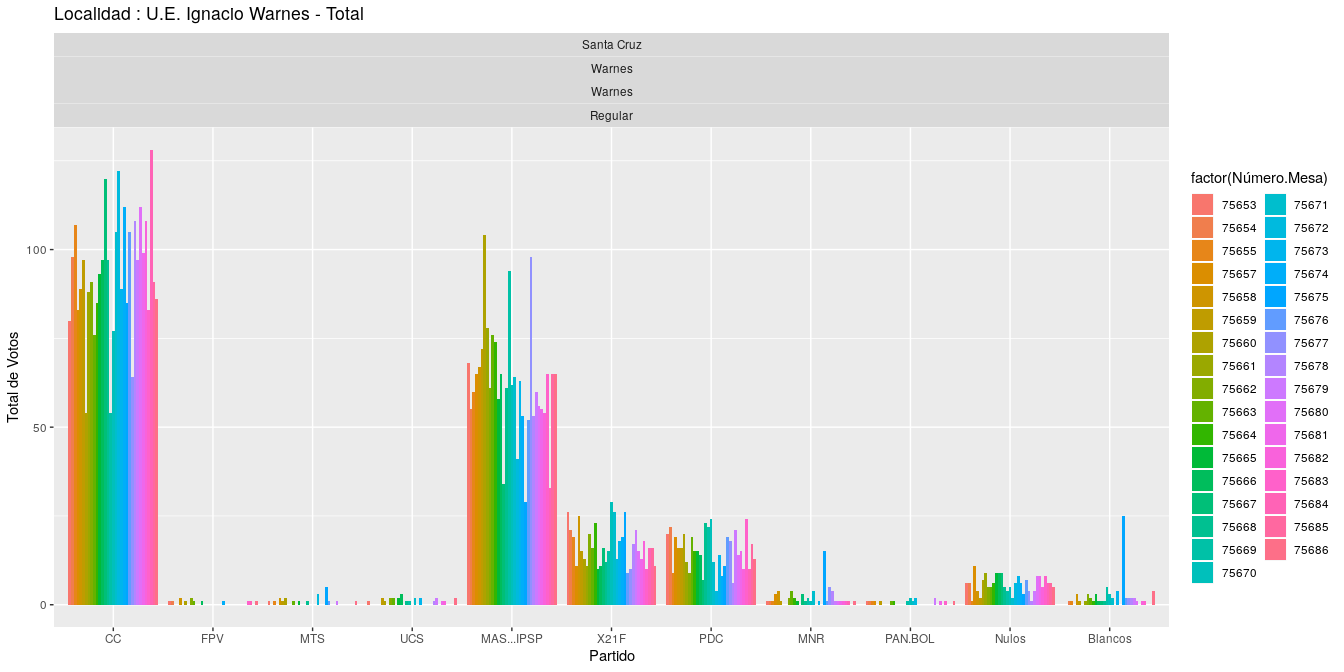 Localidad : U.E. Ignacio Warnes - Total
Santa Cruz
Warnes
Warnes
Regular
Total de Votos
100
50
0
CC FPV MTS UCS MAS...IPSP X21F PDC MNR PAN.BOL Nulos Blancos
Partido
factor(Número.Mesa)
75653 75671
75654 75672
75655 75673
75657 75674
75658 75675
75659 75676
75660 75677
75661 75678
75662 75679
75663 75680
75664 75681
75665 75682
75666 75683
75667 75684
75668 75685
75669 75686
75670